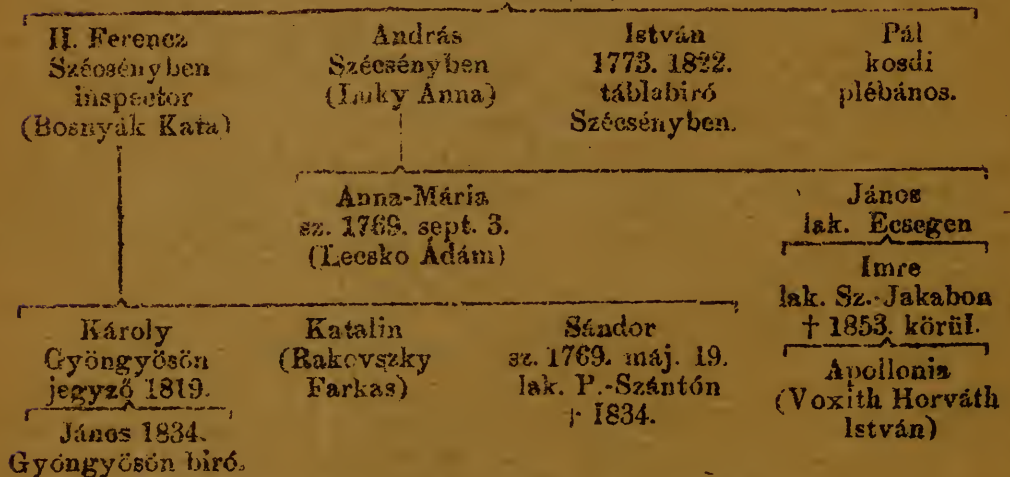 II. Ferencz
Szécsényben
inspector
(Bosnyák Kata)
András
Szécsényben
(Luky Anna)
István
1773. 1822.
táblabiró
Szécsényben.
Pál
kosdi
plébános.
Anna-Mária
sz. 1769. sept. 3.
(Lecsko Ádám)
János
lak. Ecsegen
Imre
lak. Sz.-Jakabon
† 1853. körül.
Apollonia
(Voxith Horváth
István)
Károly
Gyöngyösön
jegyző 1819.
János 1834.
Gyöngyösön biró.
Katalin
(Rakovszky
Farkas)
Sándor
sz. 1769. máj. 19.
lak. P.-Szántón
† 1834.